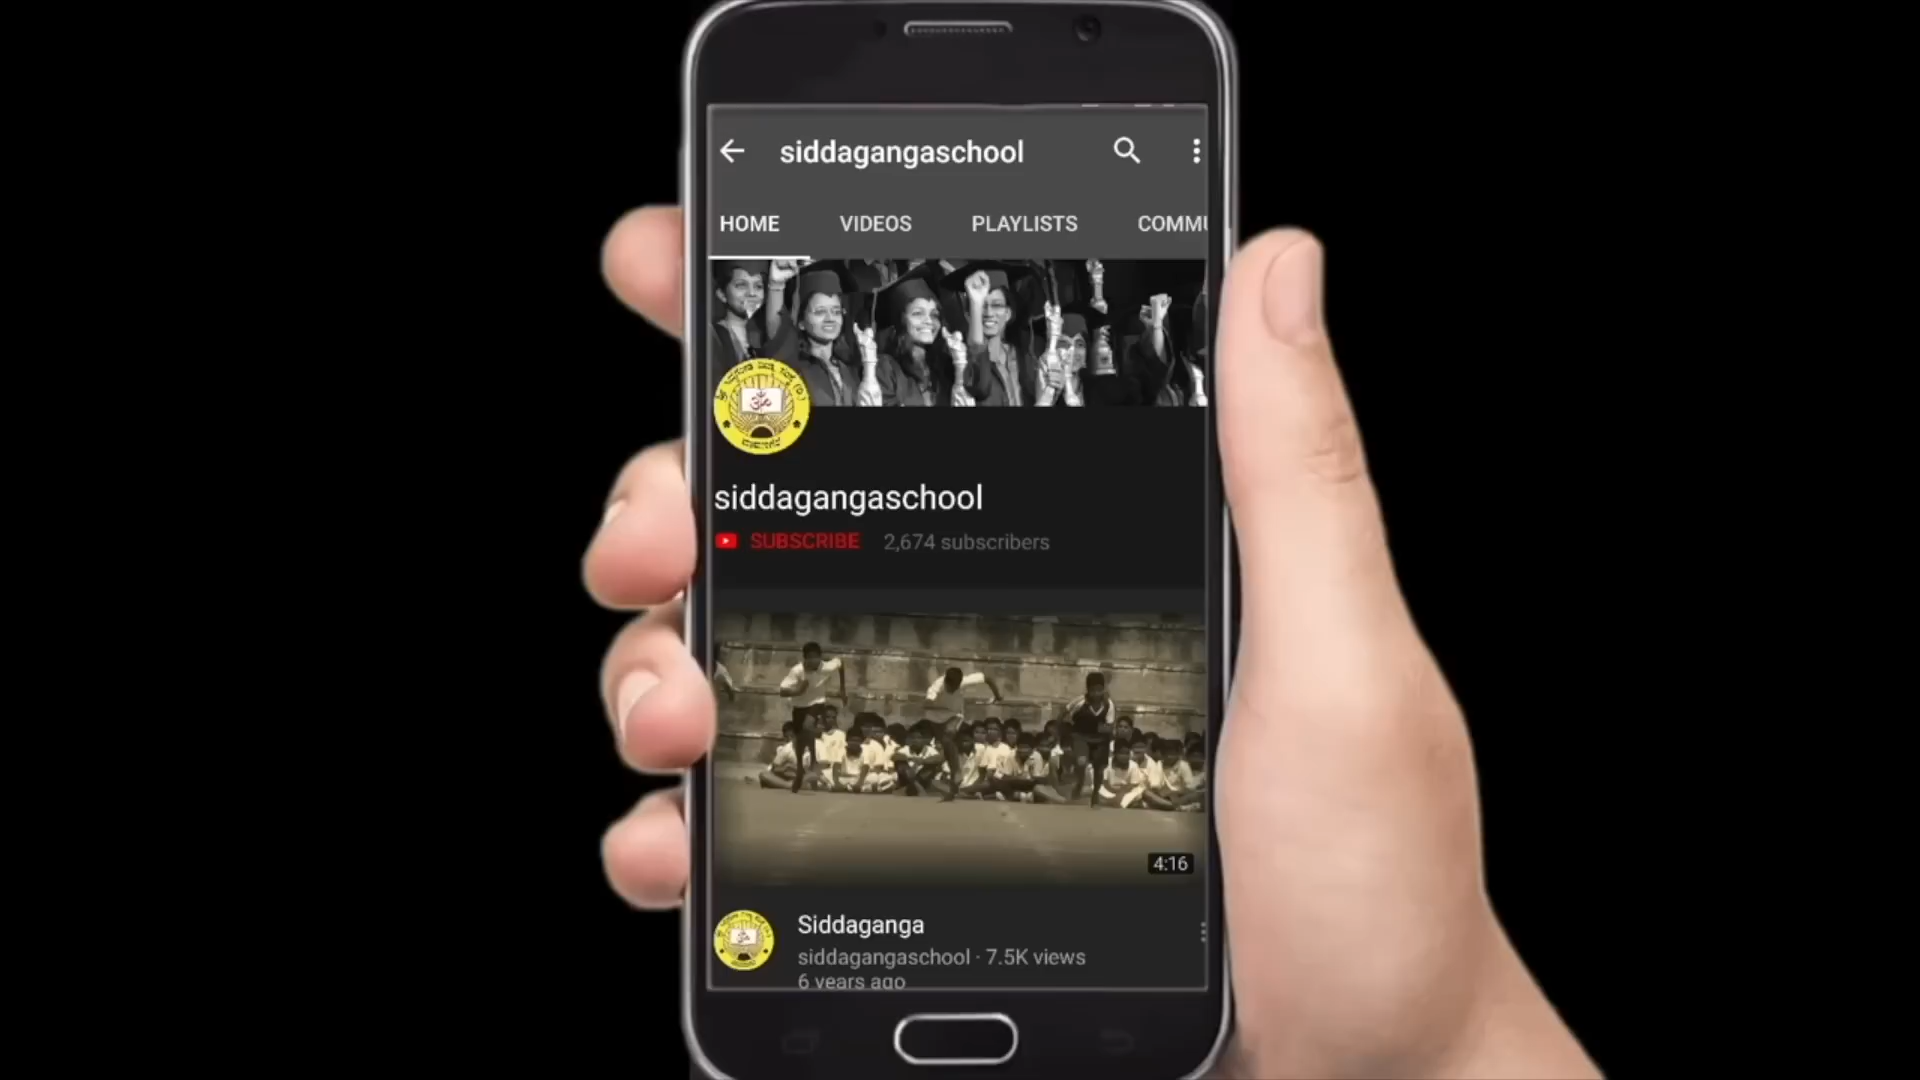 siddagangaschool
HOME VIDEOS PLAYLISTS COMMU
siddagangaschool
SUBSCRIBE 2,674 subscribers
4:16
Siddaganga
siddagangaschool · 7.5K views
6 years ago